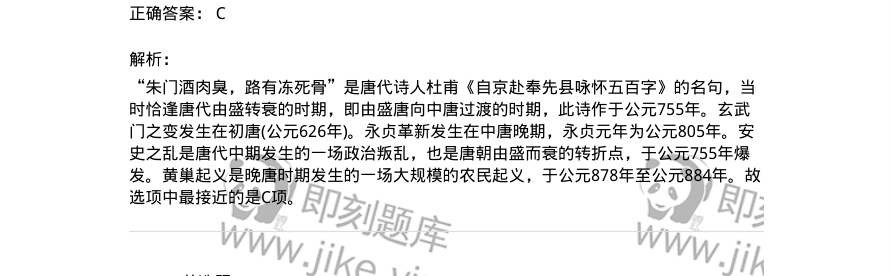 正确答案： C
解析：
“朱门酒肉臭，路有冻死骨”是唐代诗人杜甫《自京赴奉先县咏怀五百字》的名句，当
时恰逢唐代由盛转衰的时期，即由盛唐向中唐过渡的时期，此诗作于公元755年。玄武
门之变发生在初唐(公元626年)。永贞革新发生在中唐晚期，永贞元年为公元805年。安
史之乱是唐代中期发生的一场政治叛乱，也是唐朝由盛而衰的转折点，于公元755年爆
发。黄巢起义是晚唐时期发生的一场大规模的农民起义，于公元878年至公元884年。故
选项中最接近的是C项。
即刻题库
www.jike.vi
即刻
www.jik